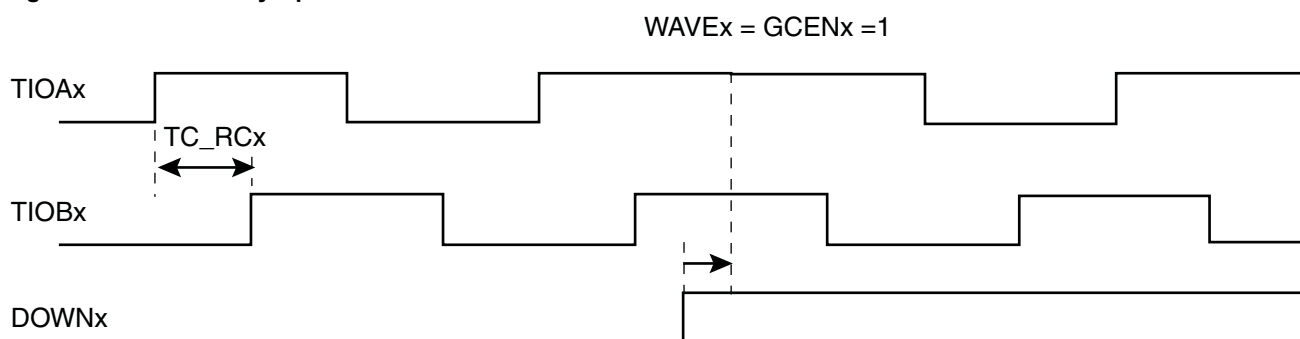 WAVEx = GCENx =1
TIOAx
TC_RCx
TIOBx
DOWNx